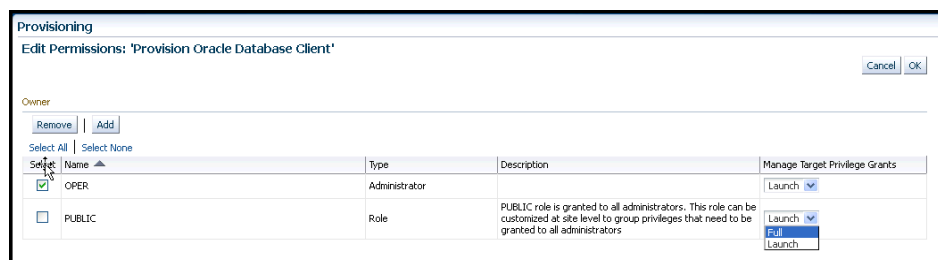 Provisioning
Edit Permissions: 'Provision Oracle Database Client'
Cancel OK
Owner
Remove Add
Select All Select None
Select Name Type Description Manage Target Privilege Grants
OPER Administrator Launch
PUBLIC role is granted to all administrators. This role can be
PUBLIC Role customized at site level to group privileges that need to be Launch
granted to all administrators
Full
Launch